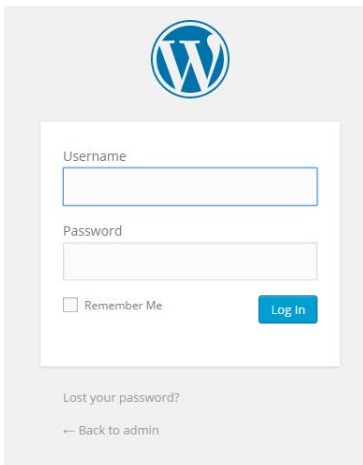 Username
Password
Remember Me
Log In
Lost your password?
← Back to admin